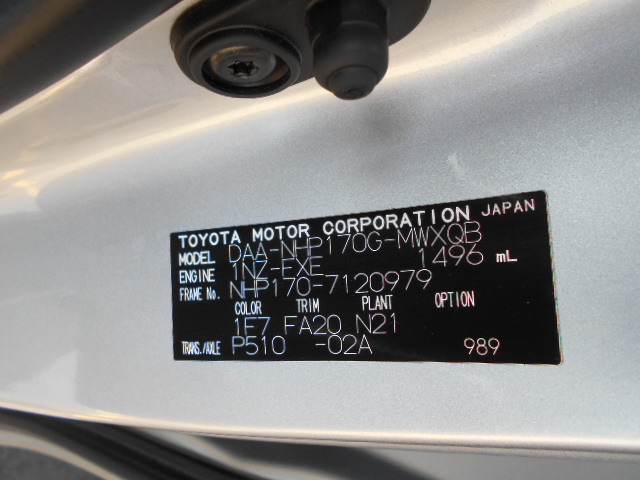 TOYOTA MOTOR CORPORATION JAPAN
MODEL DAA-NHP170G-MWXQB
ENGINE 1NZ-EXE 1496 mL
FRAME No. NHP170-7120979
COLOR TRIM PLANT OPTION
1F7 FA20 N21
TRANS./AXLE P510 -02A 989